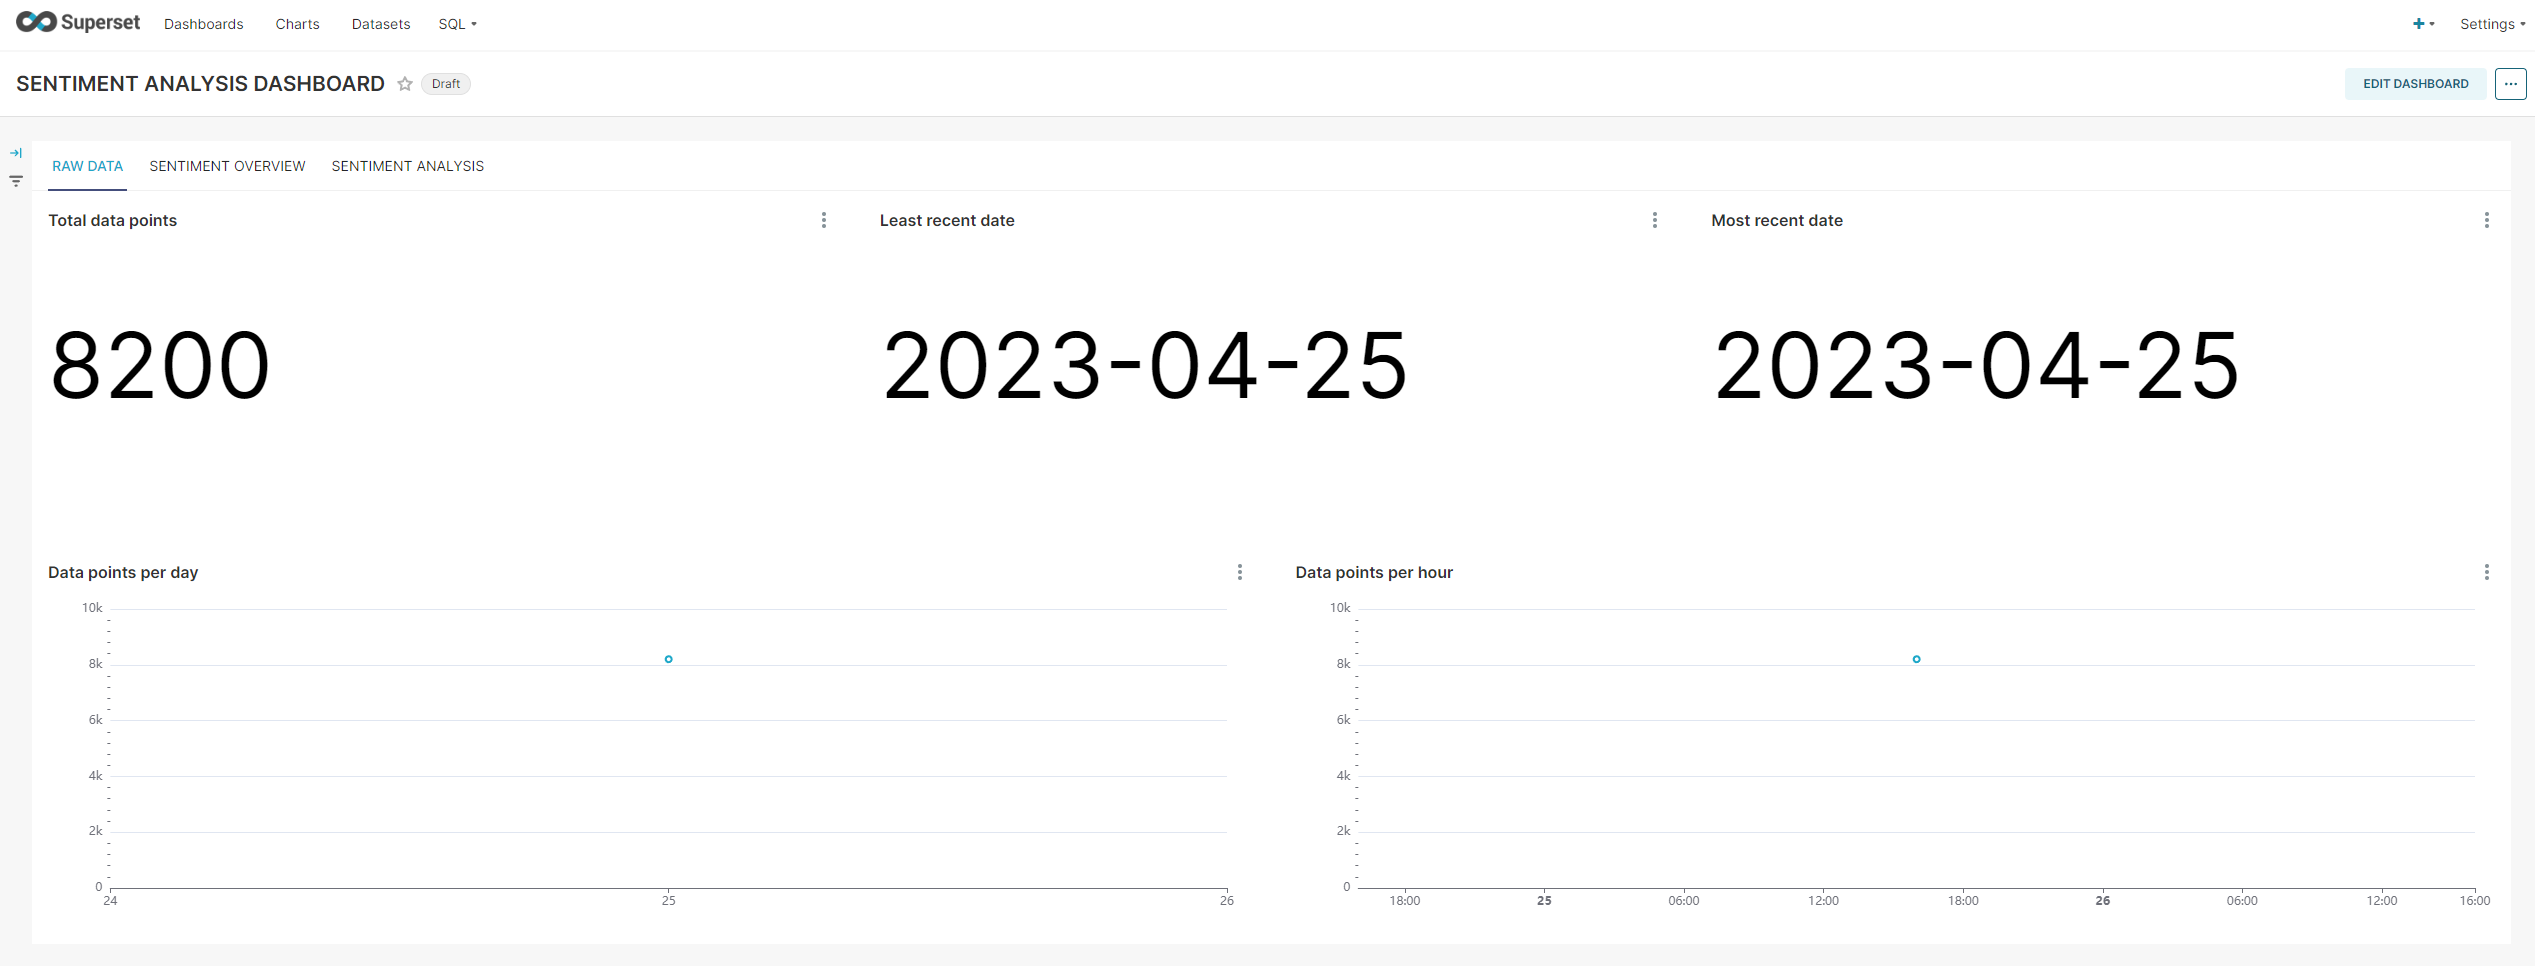 Superset Dashboards Charts Datasets SQL + Settings
SENTIMENT ANALYSIS DASHBOARD Draft EDIT DASHBOARD ...
RAW DATA SENTIMENT OVERVIEW SENTIMENT ANALYSIS
Total data points
8200
Least recent date
2023-04-25
Most recent date
2023-04-25
Data points per day
10k
8k
6k
4k
2k
0
24 25 26
Data points per hour
10k
8k
6k
4k
2k
0
18:00 25 06:00 12:00 18:00 26 06:00 12:00 16:00